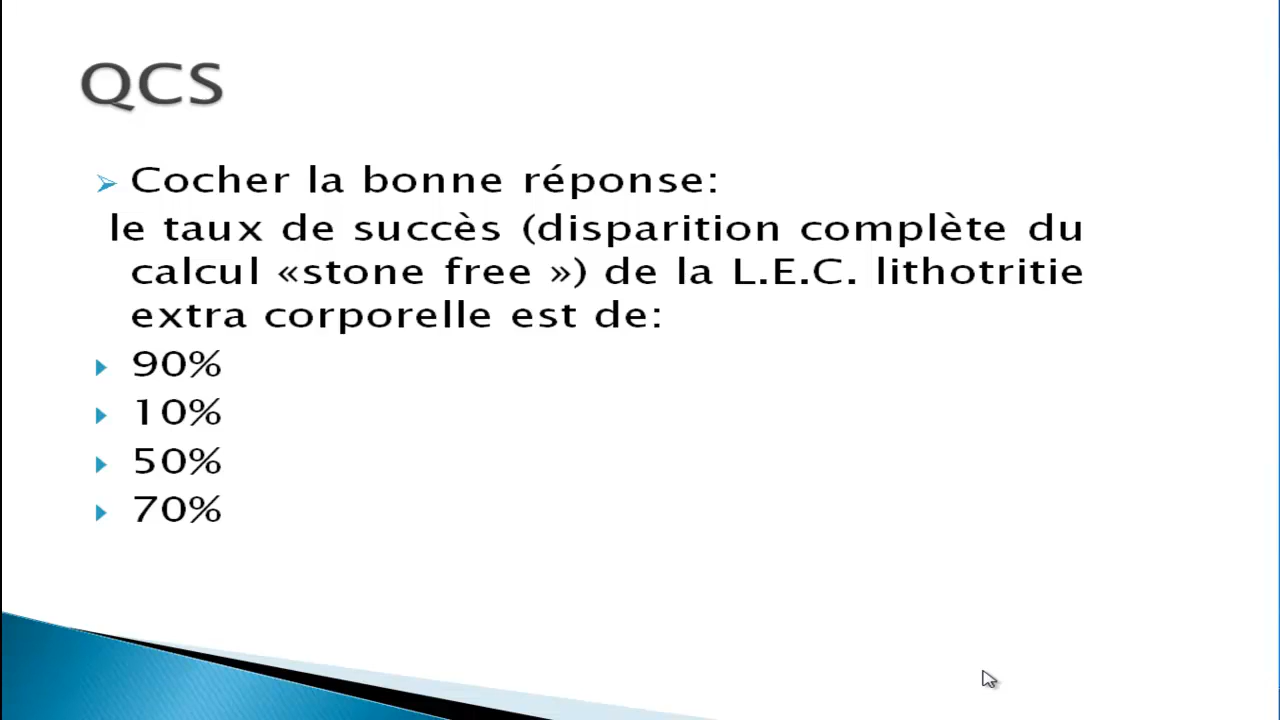 QCS
Cocher la bonne réponse:
le taux de succès (disparition complète du
calcul «stone free ») de la L.E.C. lithotritie
extra corporelle est de:
90%
10%
50%
70%